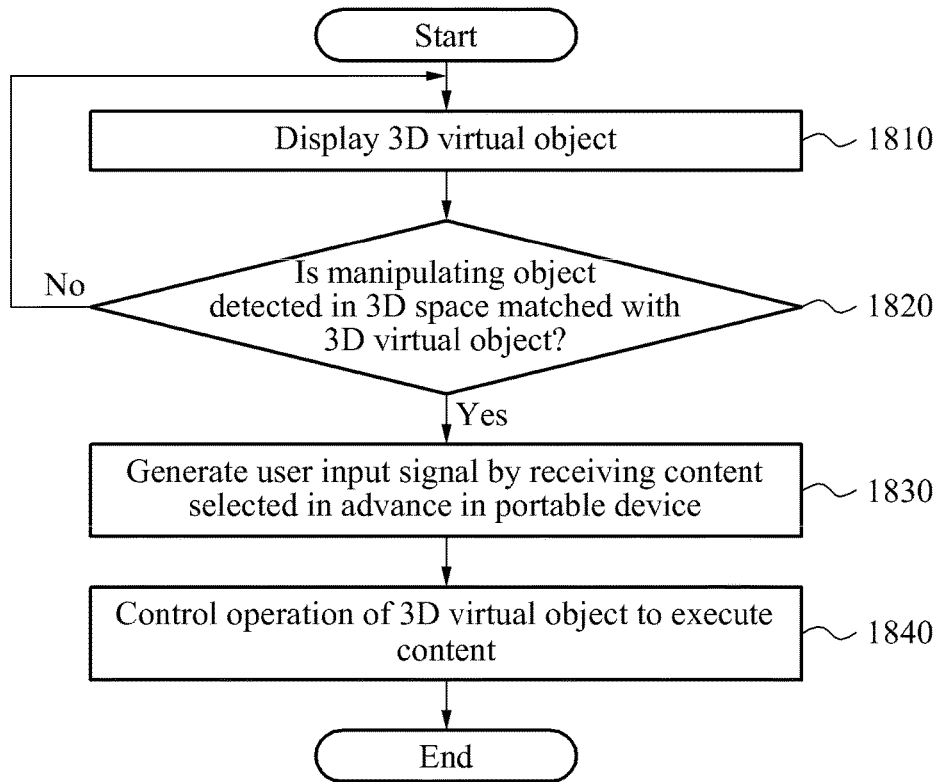 Start
Display 3D virtual object
1810
Is manipulating object
detected in 3D space matched with
3D virtual object?
1820
No
Yes
Generate user input signal by receiving content
selected in advance in portable device
1830
Control operation of 3D virtual object to execute
content
1840
End